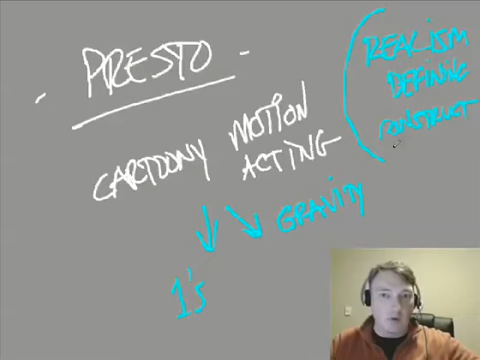 - PRESTO -
CARTOONY MOTION
ACTING
GRAVITY
1's
REALISM
DEFINING
CONSTRUCT